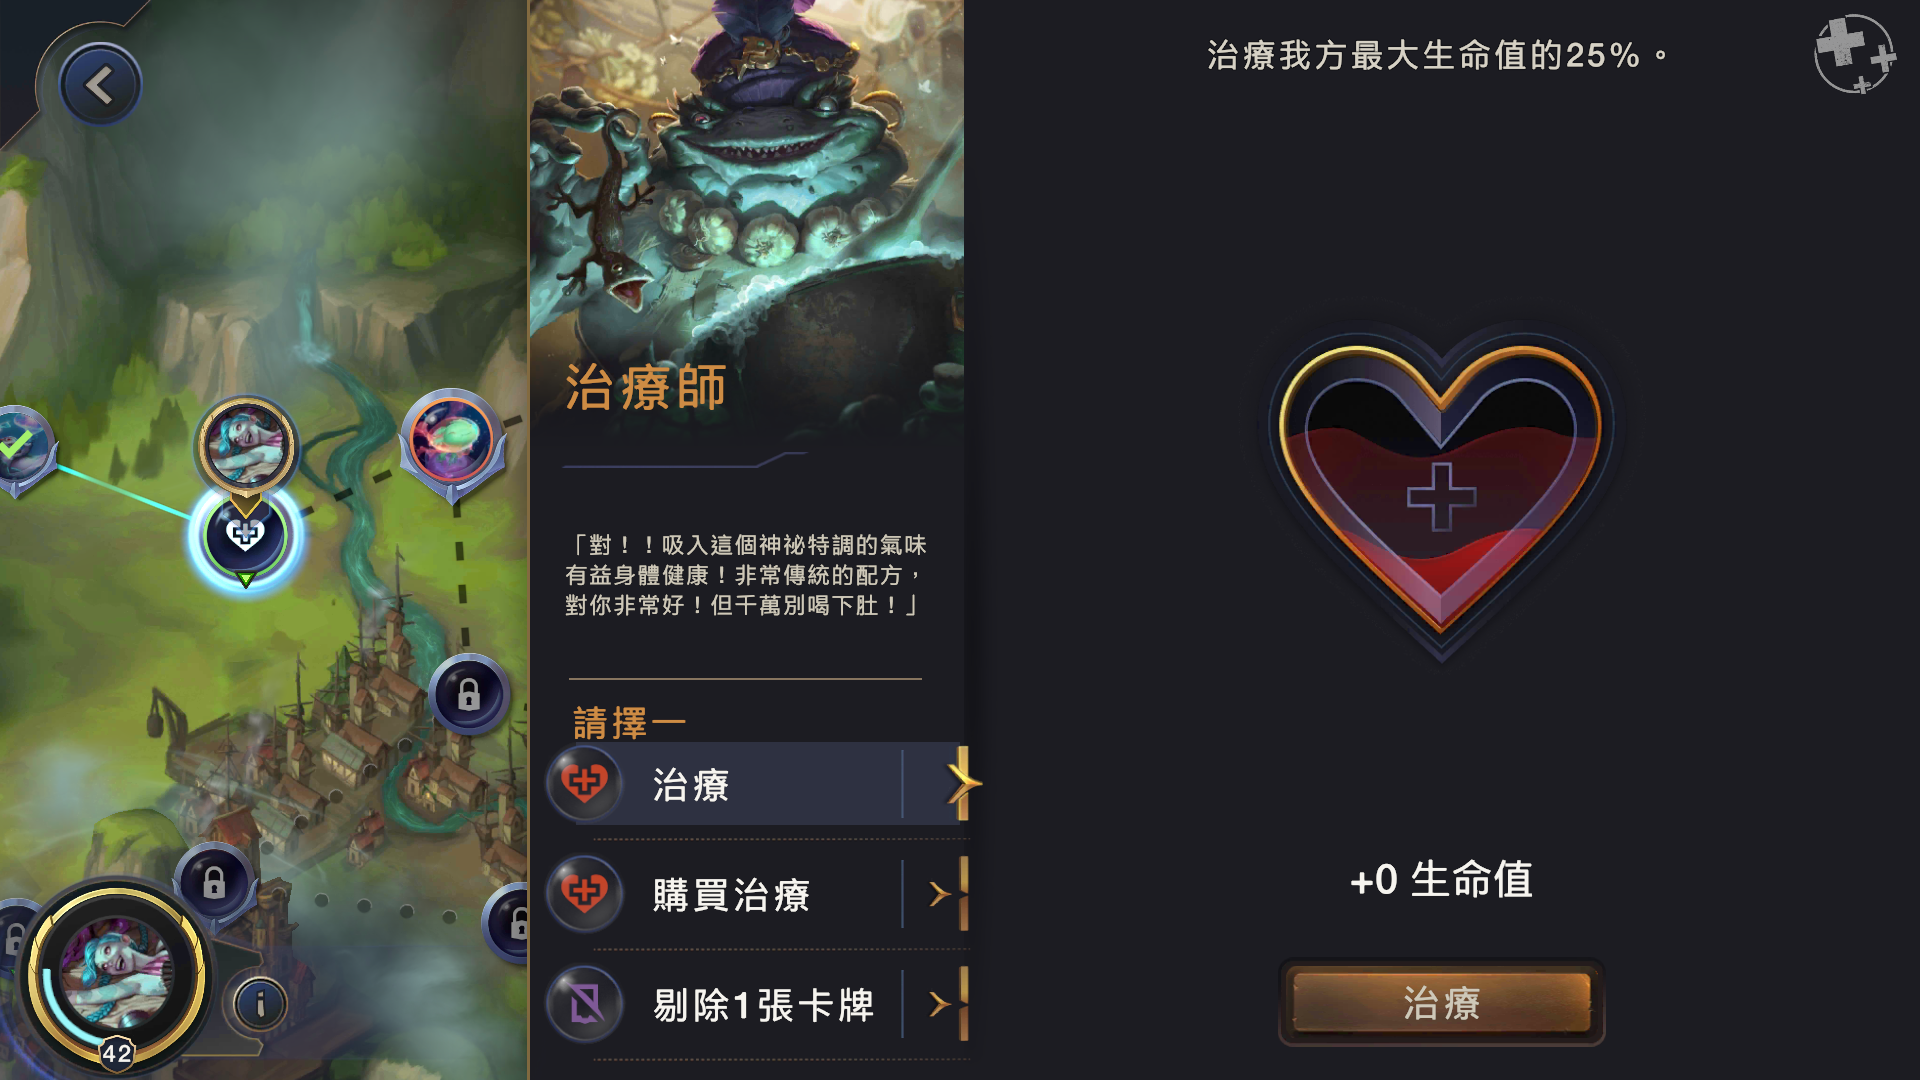 治療我方最大生命值的25%。
治療師
「對！！吸入這個神祕特調的氣味
有益身體健康！非常傳統的配方，
對你非常好！但千萬別喝下肚！」
請擇一
治療
購買治療
剔除1張卡牌
+0 生命值
治療
42
i